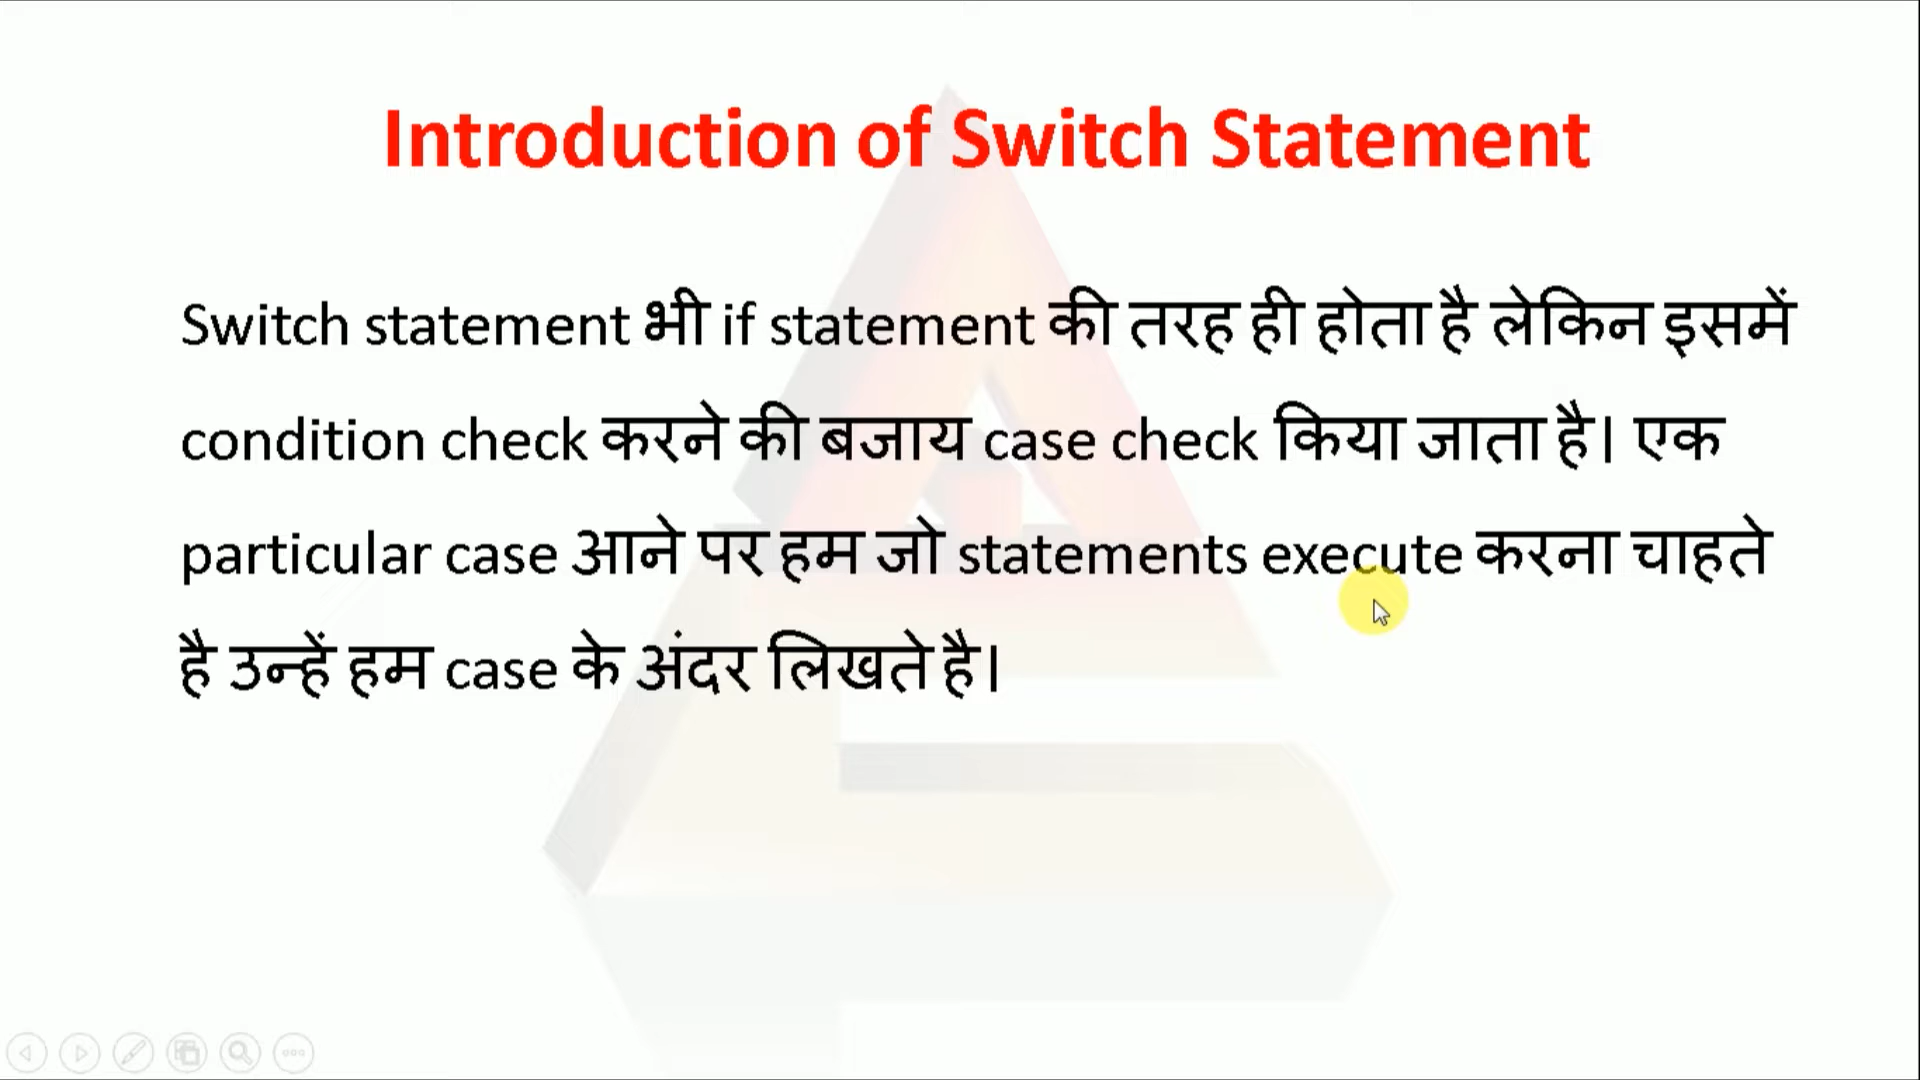 Introduction of Switch Statement
Switch statement भी if statement की तरह ही होता है लेकिन इसमें
condition check करने की बजाय case check किया जाता है। एक
particular case आने पर हम जो statements execute करना चाहते
है उन्हें हम case के अंदर लिखते है।